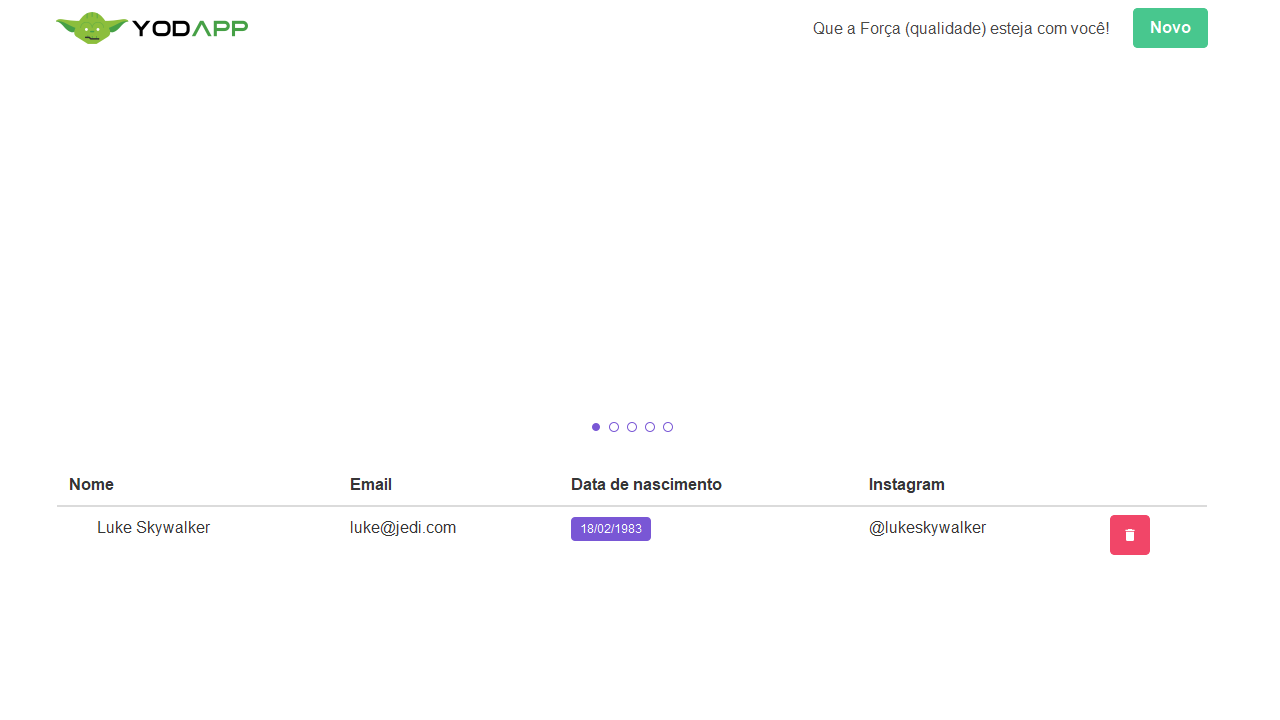 YODAPP
Que a Força (qualidade) esteja com você!
Novo
Nome Email Data de nascimento Instagram
Luke Skywalker luke@jedi.com 18/02/1983 @lukeskywalker